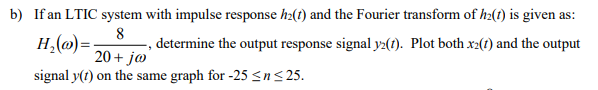 b) If an LTIC system with impulse response h₂(t) and the Fourier transform of h₂(t) is given as:
H₂(ω) = 8 / (20 + jω), determine the output response signal y₂(t). Plot both x₂(t) and the output
signal y(t) on the same graph for -25 ≤ n ≤ 25.